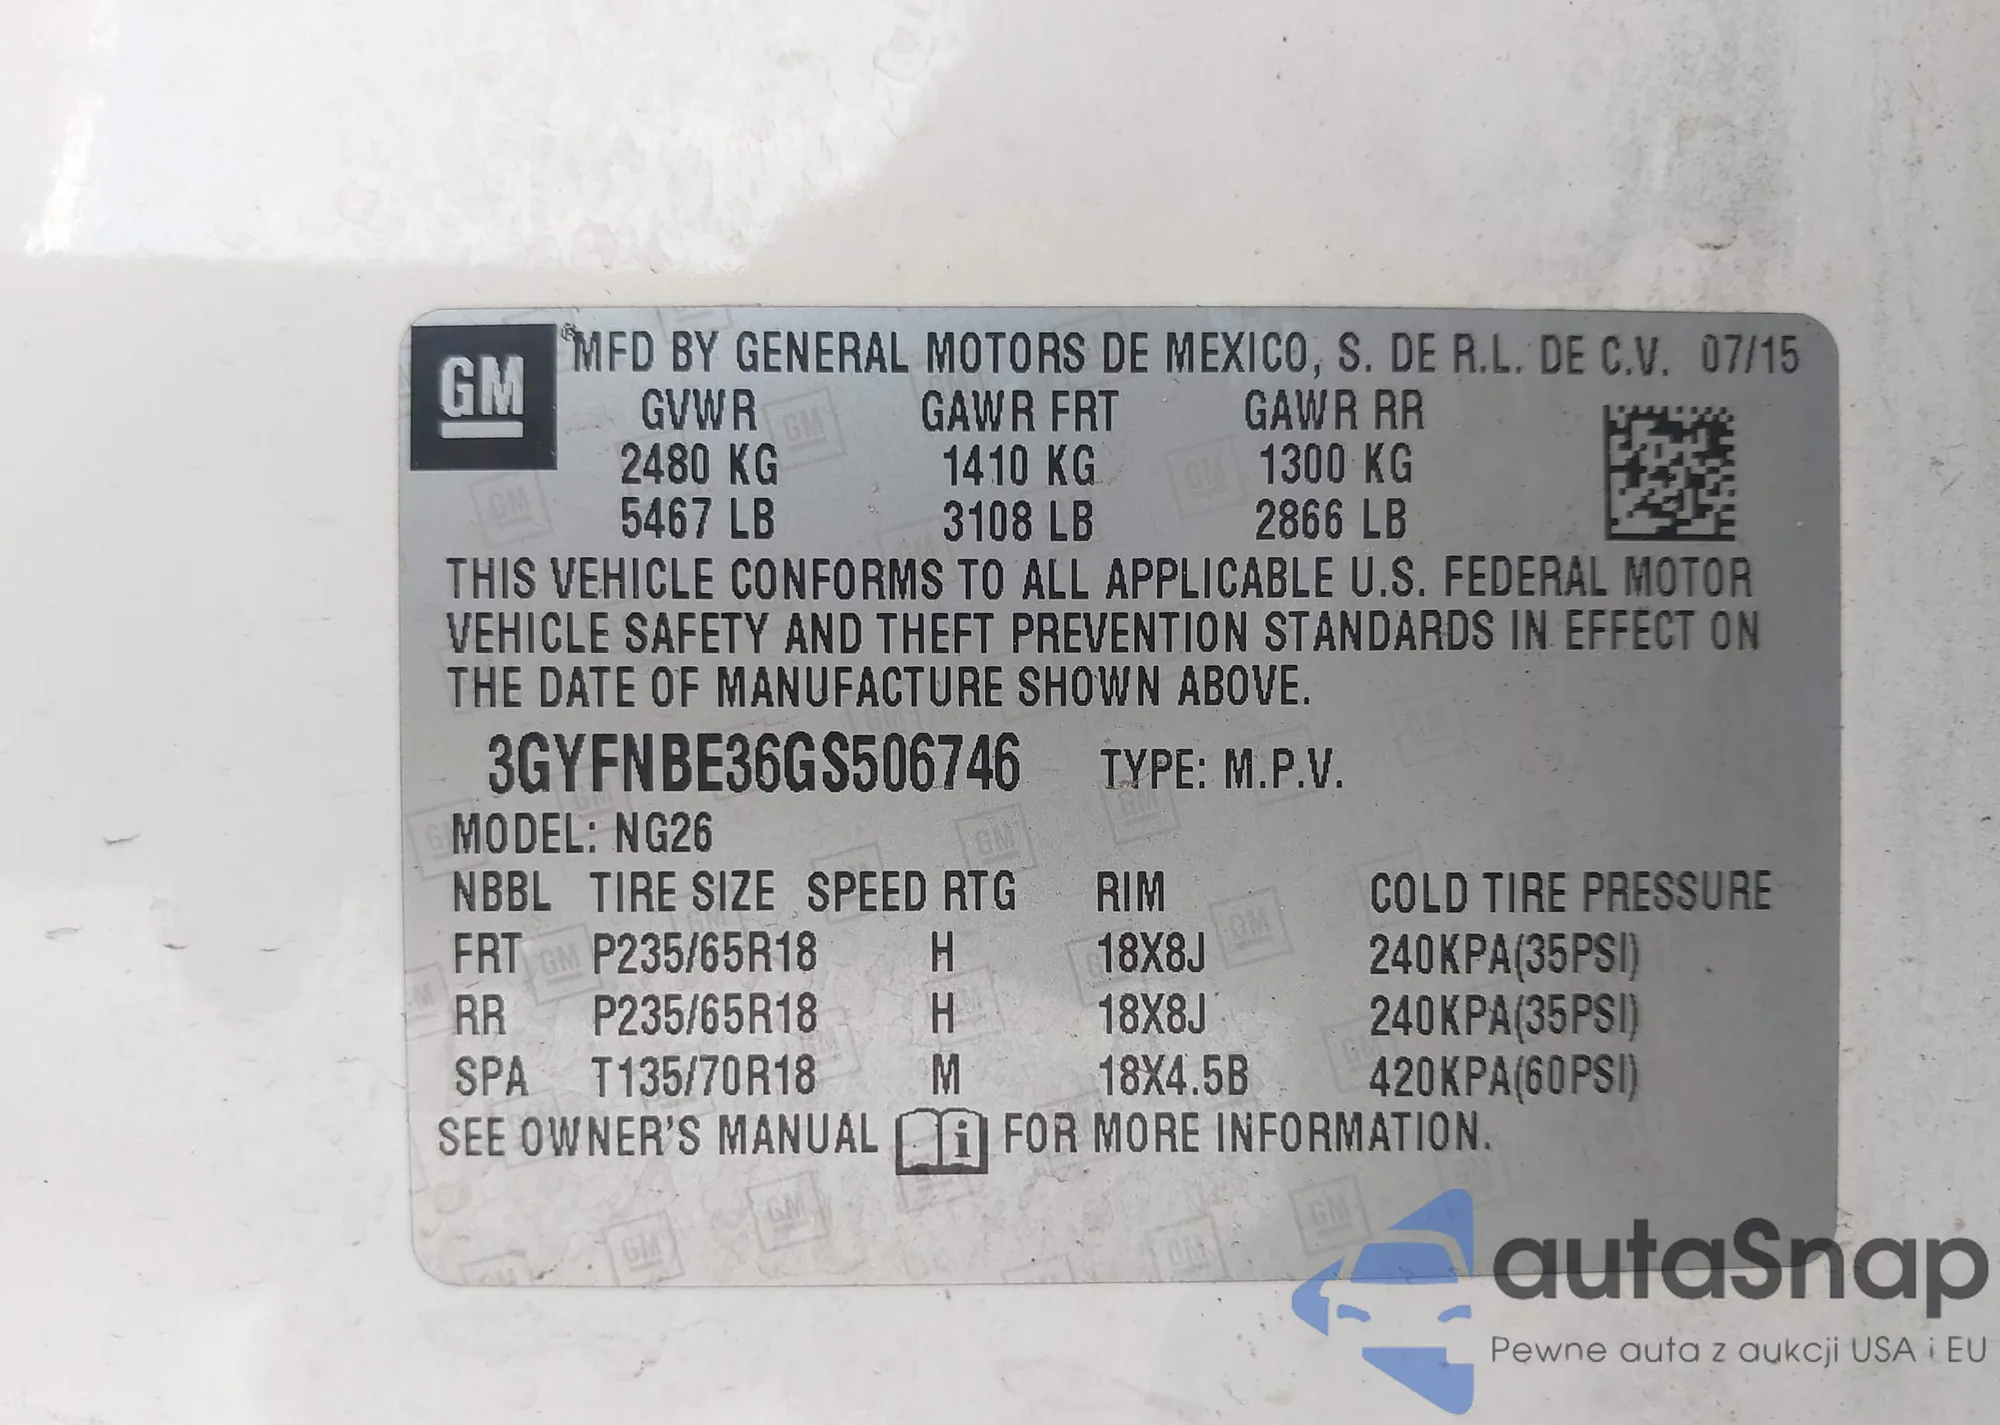 GM
® MFD BY GENERAL MOTORS DE MEXICO, S. DE R.L. DE C.V. 07/15
GVWR GAWR FRT GAWR RR
2480 KG 1410 KG 1300 KG
5467 LB 3108 LB 2866 LB
THIS VEHICLE CONFORMS TO ALL APPLICABLE U.S. FEDERAL MOTOR
VEHICLE SAFETY AND THEFT PREVENTION STANDARDS IN EFFECT ON
THE DATE OF MANUFACTURE SHOWN ABOVE.
3GYFNBE36GS506746 TYPE: M.P.V.
MODEL: NG26
NBBL TIRE SIZE SPEED RTG RIM COLD TIRE PRESSURE
FRT P235/65R18 H 18X8J 240KPA(35PSI)
RR P235/65R18 H 18X8J 240KPA(35PSI)
SPA T135/70R18 M 18X4.5B 420KPA(60PSI)
SEE OWNER'S MANUAL i FOR MORE INFORMATION.
autaSnap
Pewne auta z aukcji USA i EU